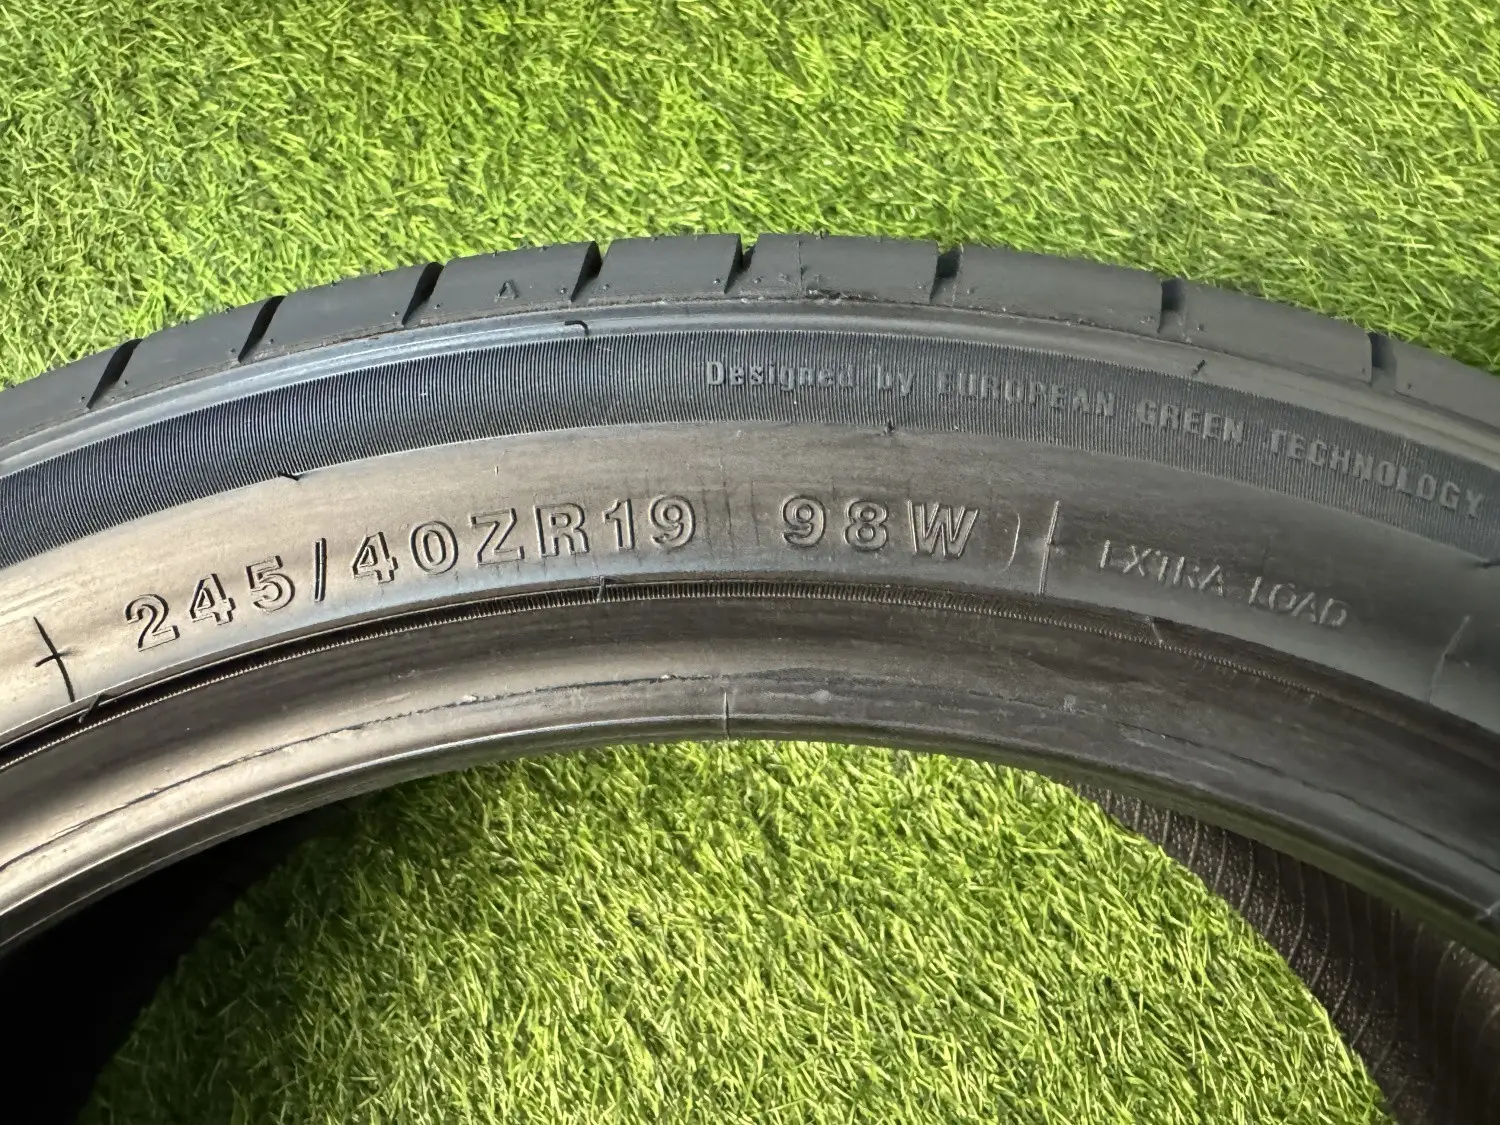 Designed by EUROPEAN GREEN TECHNOLOGY
245/40ZR19 98W
EXTRA LOAD